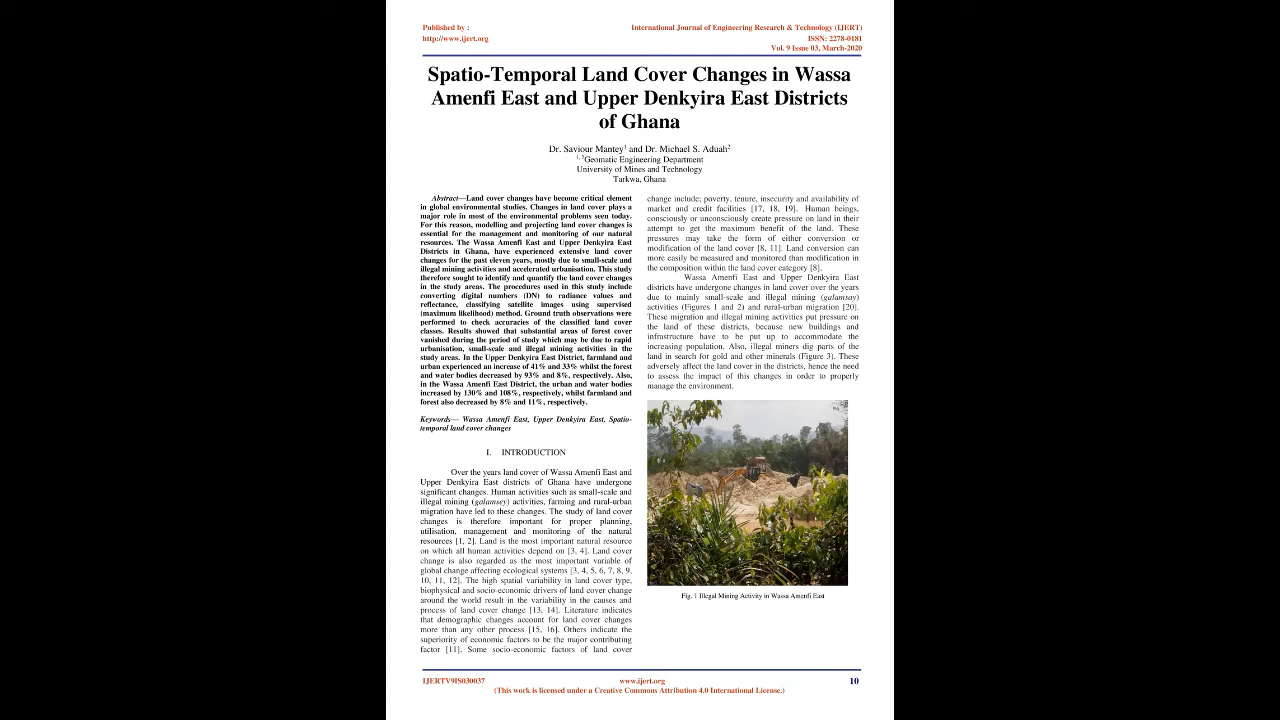 Published by :
http://www.ijert.org
International Journal of Engineering Research & Technology (IJERT)
ISSN: 2278-0181
Vol. 9 Issue 03, March-2020
Spatio-Temporal Land Cover Changes in Wassa
Amenfi East and Upper Denkyira East Districts
of Ghana
Dr. Saviour Mantey1 and Dr. Michael S. Aduah2
1, 2Geomatic Engineering Department
University of Mines and Technology
Tarkwa, Ghana
Abstract—Land cover changes have become critical element
in global environmental studies. Changes in land cover plays a
major role in most of the environmental problems seen today.
For this reason, modelling and projecting land cover changes is
essential for the management and monitoring of our natural
resources. The Wassa Amenfi East and Upper Denkyira East
Districts in Ghana, have experienced extensive land cover
changes for the past eleven years, mostly due to small-scale and
illegal mining activities and accelerated urbanisation. This study
therefore sought to identify and quantify the land cover changes
in the study areas. The procedures used in this study include
converting digital numbers (DN) to radiance values and
reflectance, classifying satellite images using supervised
(maximum likelihood) method. Ground truth observations were
performed to check accuracies of the classified land cover
classes. Results showed that substantial areas of forest cover
vanished during the period of study which may be due to rapid
urbanisation, small-scale and illegal mining activities in the
study areas. In the Upper Denkyira East District, farmland and
urban experienced an increase of 41% and 33% whilst the forest
and water bodies decreased by 93% and 8%, respectively. Also,
in the Wassa Amenfi East District, the urban and water bodies
increased by 130% and 108%, respectively, whilst farmland and
forest also decreased by 8% and 11%, respectively.
Keywords— Wassa Amenfi East, Upper Denkyira East, Spatio-
temporal land cover changes
I. INTRODUCTION
Over the years land cover of Wassa Amenfi East and
Upper Denkyira East districts of Ghana have undergone
significant changes. Human activities such as small-scale and
illegal mining (galamsey) activities, farming and rural-urban
migration have led to these changes. The study of land cover
changes is therefore important for proper planning,
utilisation, management and monitoring of the natural
resources [1, 2]. Land is the most important natural resource
on which all human activities depend on [3, 4]. Land cover
change is also regarded as the most important variable of
global change affecting ecological systems [3, 4, 5, 6, 7, 8, 9,
10, 11, 12]. The high spatial variability in land cover type,
biophysical and socio-economic drivers of land cover change
around the world result in the variability in the causes and
process of land cover change [13, 14]. Literature indicates
that demographic changes account for land cover changes
more than any other process [15, 16]. Others indicate the
superiority of economic factors to be the major contributing
factor [11]. Some socio-economic factors of land cover
change include; poverty, tenure, insecurity and availability of
market and credit facilities [17, 18, 19]. Human beings,
consciously or unconsciously create pressure on land in their
attempt to get the maximum benefit of the land. These
pressures may take the form of either conversion or
modification of the land cover [8, 11]. Land conversion can
more easily be measured and monitored than modification in
the composition within the land cover category [8].
Wassa Amenfi East and Upper Denkyira East
districts have undergone changes in land cover over the years
due to mainly small-scale and illegal mining (galamsey)
activities (Figures 1 and 2) and rural-urban migration [20].
These migration and illegal mining activities put pressure on
the land of these districts, because new buildings and
infrastructure have to be put up to accommodate the
increasing population. Also, illegal miners dig parts of the
land in search for gold and other minerals (Figure 3). These
adversely affect the land cover in the districts, hence the need
to assess the impact of this changes in order to properly
manage the environment.
Fig. 1 Illegal Mining Activity in Wassa Amenfi East
IJERTV9IS030037
www.ijert.org
10
(This work is licensed under a Creative Commons Attribution 4.0 International License.)